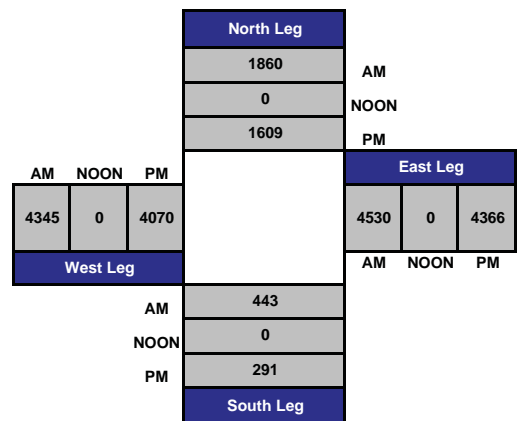 North Leg
1860 AM
0 NOON
1609 PM
AM NOON PM
East Leg
4345 0 4070
4530 0 4366
West Leg
AM NOON PM
AM 443
NOON 0
PM 291
South Leg